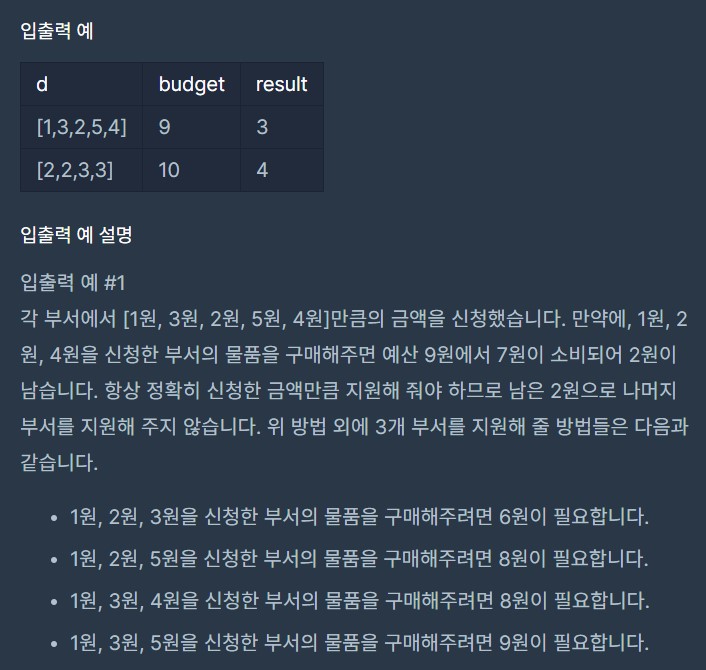 입출력 예
d budget result
[1,3,2,5,4] 9 3
[2,2,3,3] 10 4
입출력 예 설명
입출력 예 #1
각 부서에서 [1원, 3원, 2원, 5원, 4원]만큼의 금액을 신청했습니다. 만약에, 1원, 2
원, 4원을 신청한 부서의 물품을 구매해주면 예산 9원에서 7원이 소비되어 2원이
남습니다. 항상 정확히 신청한 금액만큼 지원해 줘야 하므로 남은 2원으로 나머지
부서를 지원해 주지 않습니다. 위 방법 외에 3개 부서를 지원해 줄 방법들은 다음과
같습니다.
• 1원, 2원, 3원을 신청한 부서의 물품을 구매해주려면 6원이 필요합니다.
• 1원, 2원, 5원을 신청한 부서의 물품을 구매해주려면 8원이 필요합니다.
• 1원, 3원, 4원을 신청한 부서의 물품을 구매해주려면 8원이 필요합니다.
• 1원, 3원, 5원을 신청한 부서의 물품을 구매해주려면 9원이 필요합니다.